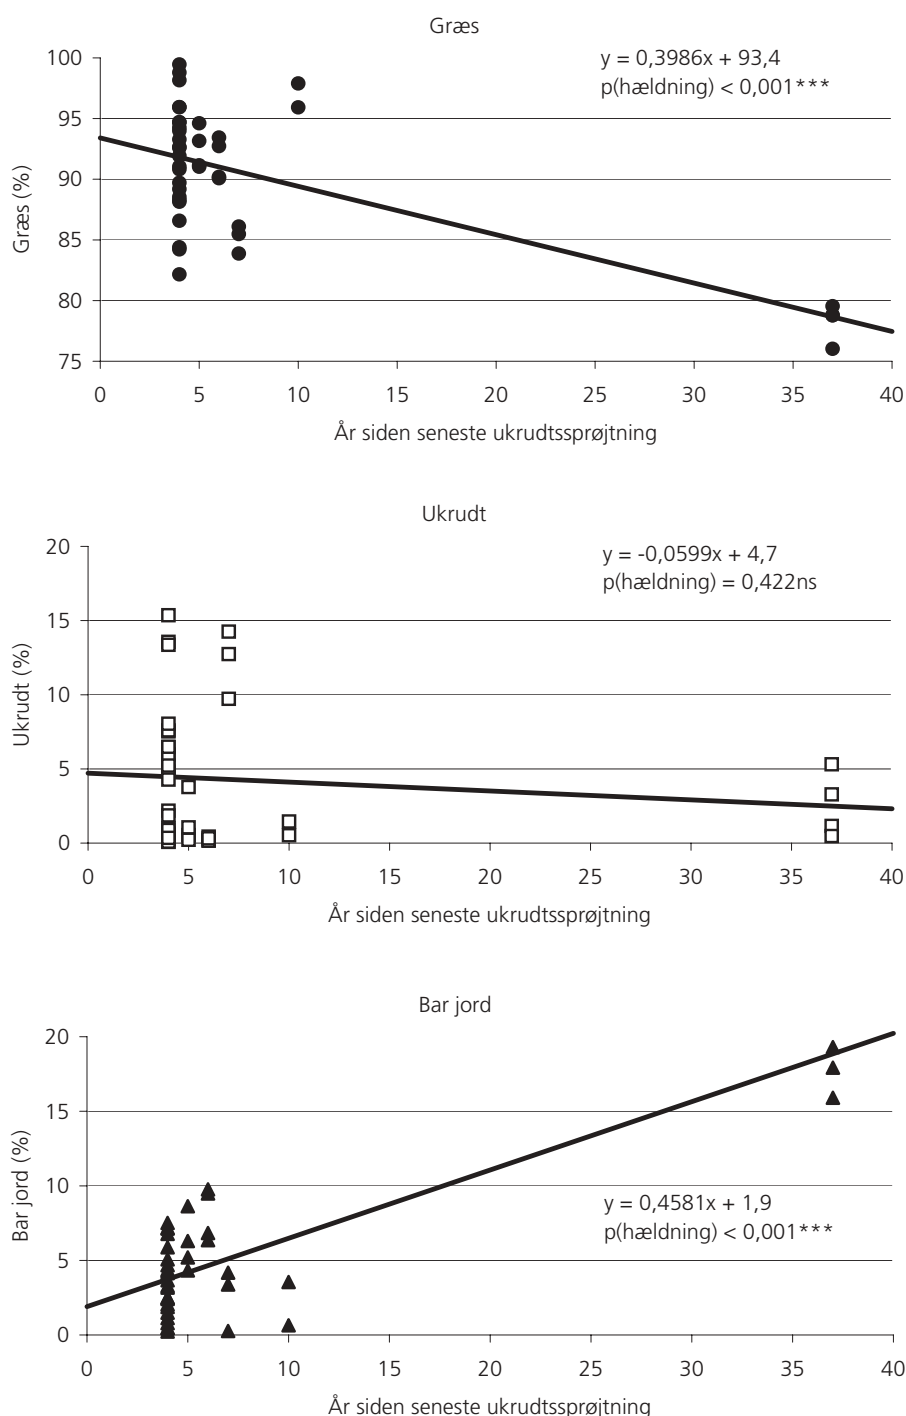 Græs
y = 0,3986x + 93,4
p(hældning) < 0,001***
Græs (%)
100
95
90
85
80
75
0 5 10 15 20 25 30 35 40
År siden seneste ukrudtssprøjtning
Ukrudt
y = -0,0599x + 4,7
p(hældning) = 0,422ns
Ukrudt (%)
20
15
10
5
0
0 5 10 15 20 25 30 35 40
År siden seneste ukrudtssprøjtning
Bar jord
Bar jord (%)
20
15
10
5
0
y = 0,4581x + 1,9
p(hældning) < 0,001***
0 5 10 15 20 25 30 35 40
År siden seneste ukrudtssprøjtning